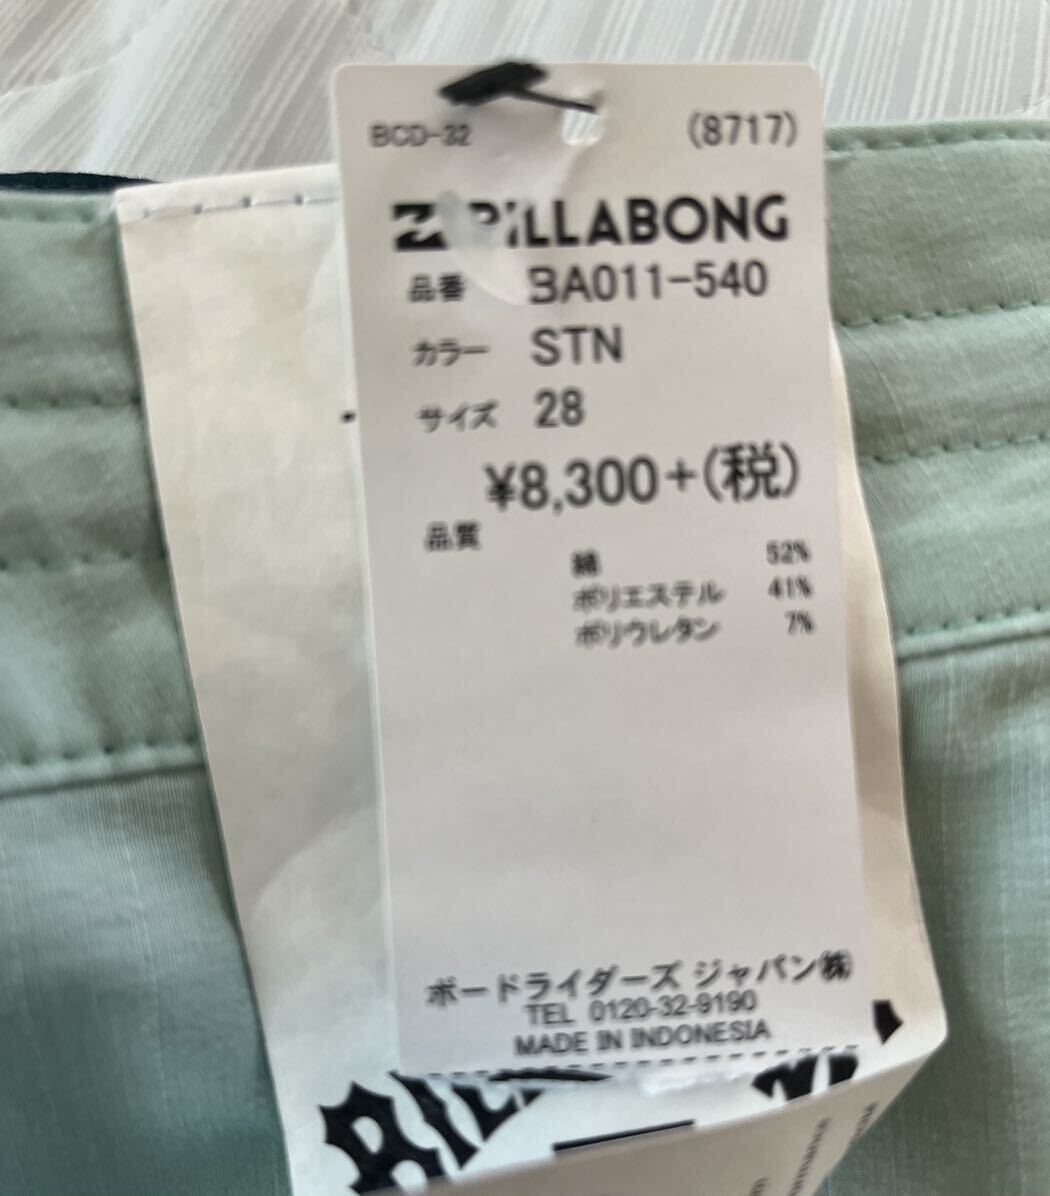 BCD-32 (8717)
BILLABONG
品番 BA011-540
カラー STN
サイズ 28
¥8,300+(税)
品質
綿 52%
ポリエステル 41%
ポリウレタン 7%
ボードライダーズ ジャパン㈱
TEL 0120-32-9190
MADE IN INDONESIA